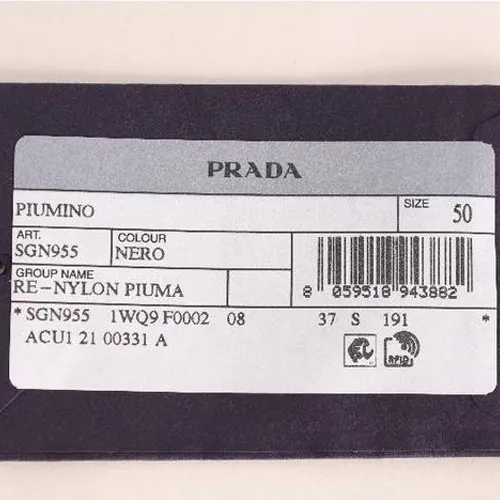 PRADA
PIUMINO
SIZE 50
ART. SGN955
COLOUR NERO
GROUP NAME
RE-NYLON PIUMA
8 059518 943882
* SGN955 1WQ9 F0002 08 37 S 191 *
ACU1 21 00331 A
RFID